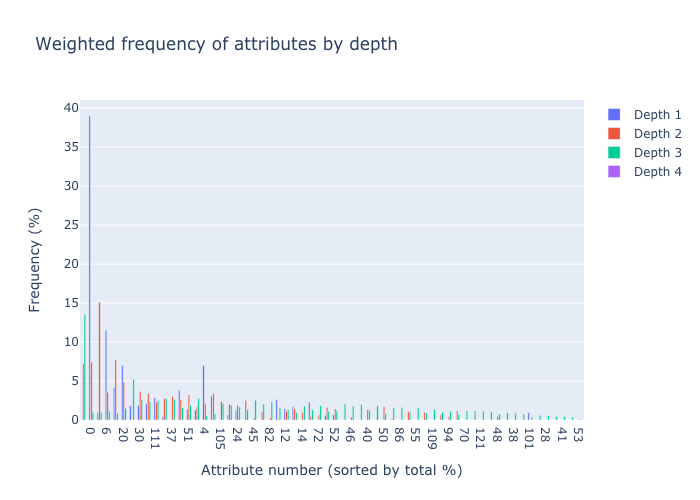 Weighted frequency of attributes by depth
Depth 1
Depth 2
Depth 3
Depth 4
Frequency (%)
40
35
30
25
20
15
10
5
0
0 6 20 30 111 37 51 4 105 24 45 82 12 14 72 52 46 40 50 86 55 109 94 70 121 48 38 101 28 41 53
Attribute number (sorted by total %)